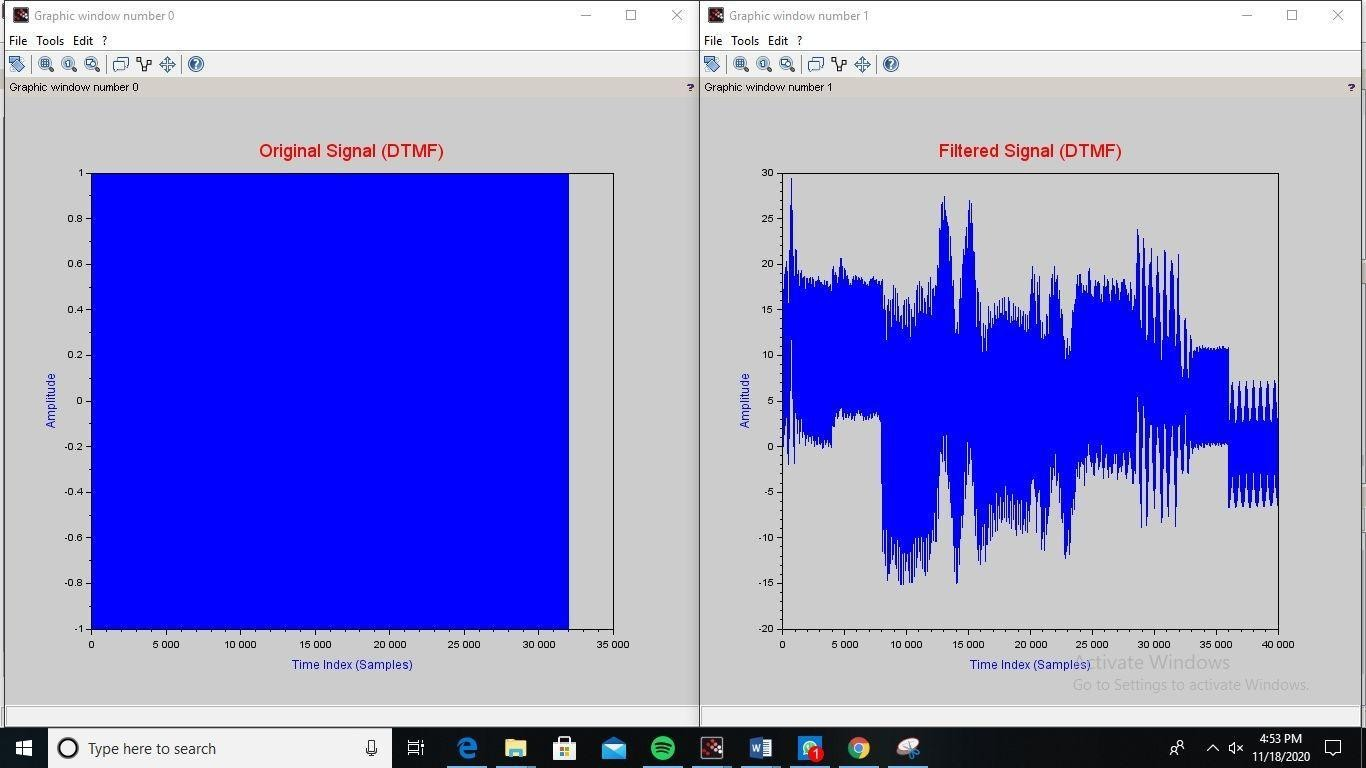 Graphic window number 0
File Tools Edit ?
Graphic window number 0 ?
Original Signal (DTMF)
1
0.8
0.6
0.4
0.2
0
-0.2
-0.4
-0.6
-0.8
-1
Amplitude
0 5 000 10 000 15 000 20 000 25 000 30 000 35 000
Time Index (Samples)
Graphic window number 1
File Tools Edit ?
Graphic window number 1 ?
Filtered Signal (DTMF)
30
25
20
15
10
5
0
-5
-10
-15
-20
Amplitude
0 5 000 10 000 15 000 20 000 25 000 30 000 35 000 40 000
Time Index (Samples)
Activate Windows
Go to Settings to activate Windows.
Type here to search
1
4:53 PM
11/18/2020